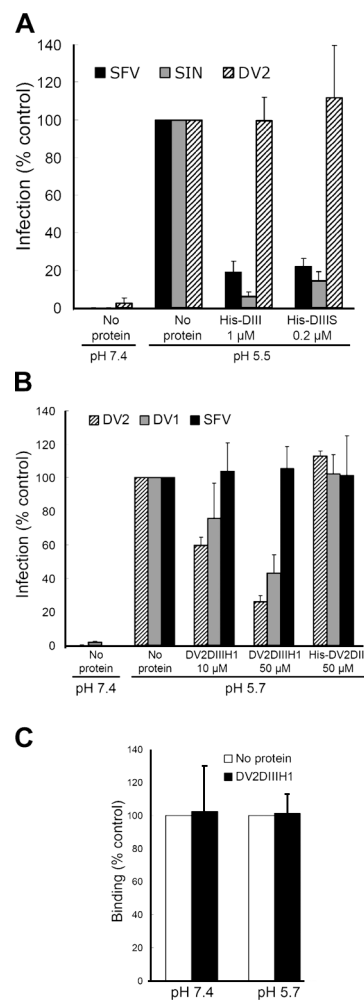 A
140
120
100
80
60
40
20
0
Infection (% control)
SFV SIN DV2
No protein No protein His-DIII 1 µM His-DIIIS 0.2 µM
pH 7.4 pH 5.5
B
140
120
100
80
60
40
20
0
Infection (% control)
DV2 DV1 SFV
No protein No protein DV2DIIIH1 10 µM DV2DIIIH1 50 µM His-DV2DIII 50 µM
pH 7.4 pH 5.7
C
140
120
100
80
60
40
20
0
Binding (% control)
No protein
DV2DIIIH1
pH 7.4 pH 5.7